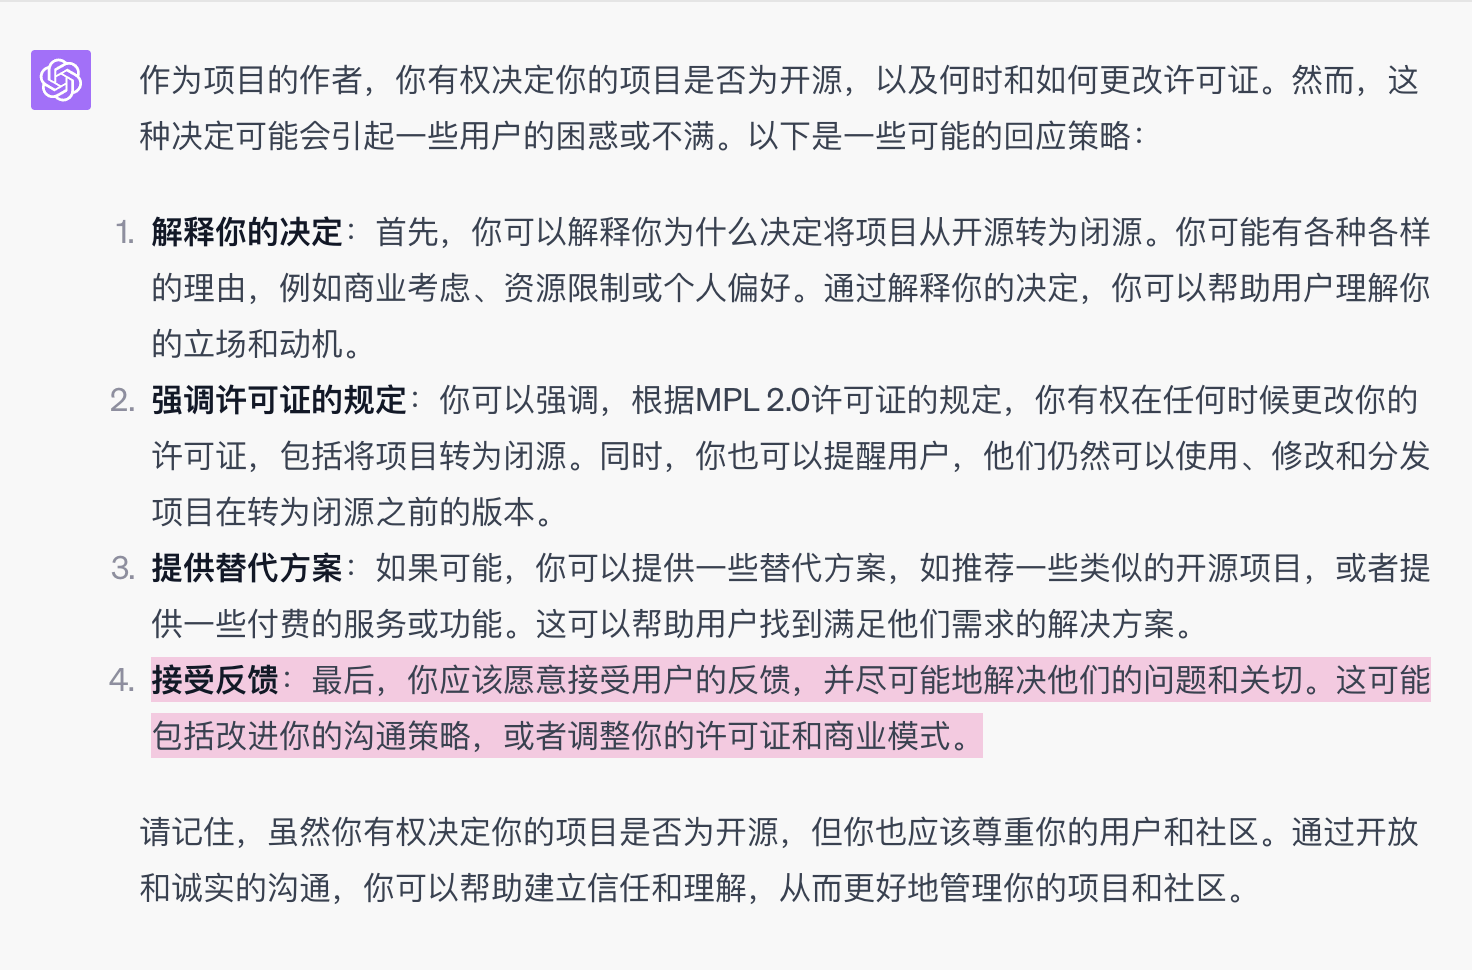 作为项目的作者，你有权决定你的项目是否为开源，以及何时和如何更改许可证。然而，这
种决定可能会引起一些用户的困惑或不满。以下是一些可能的回应策略：
1. 解释你的决定：首先，你可以解释你为什么决定将项目从开源转为闭源。你可能有各种各样
的理由，例如商业考虑、资源限制或个人偏好。通过解释你的决定，你可以帮助用户理解你
的立场和动机。
2. 强调许可证的规定：你可以强调，根据MPL 2.0许可证的规定，你有权在任何时候更改你的
许可证，包括将项目转为闭源。同时，你也可以提醒用户，他们仍然可以使用、修改和分发
项目在转为闭源之前的版本。
3. 提供替代方案：如果可能，你可以提供一些替代方案，如推荐一些类似的开源项目，或者提
供一些付费的服务或功能。这可以帮助用户找到满足他们需求的解决方案。
4. 接受反馈：最后，你应该愿意接受用户的反馈，并尽可能地解决他们的问题和关切。这可能
包括改进你的沟通策略，或者调整你的许可证和商业模式。
请记住，虽然你有权决定你的项目是否为开源，但你也应该尊重你的用户和社区。通过开放
和诚实的沟通，你可以帮助建立信任和理解，从而更好地管理你的项目和社区。